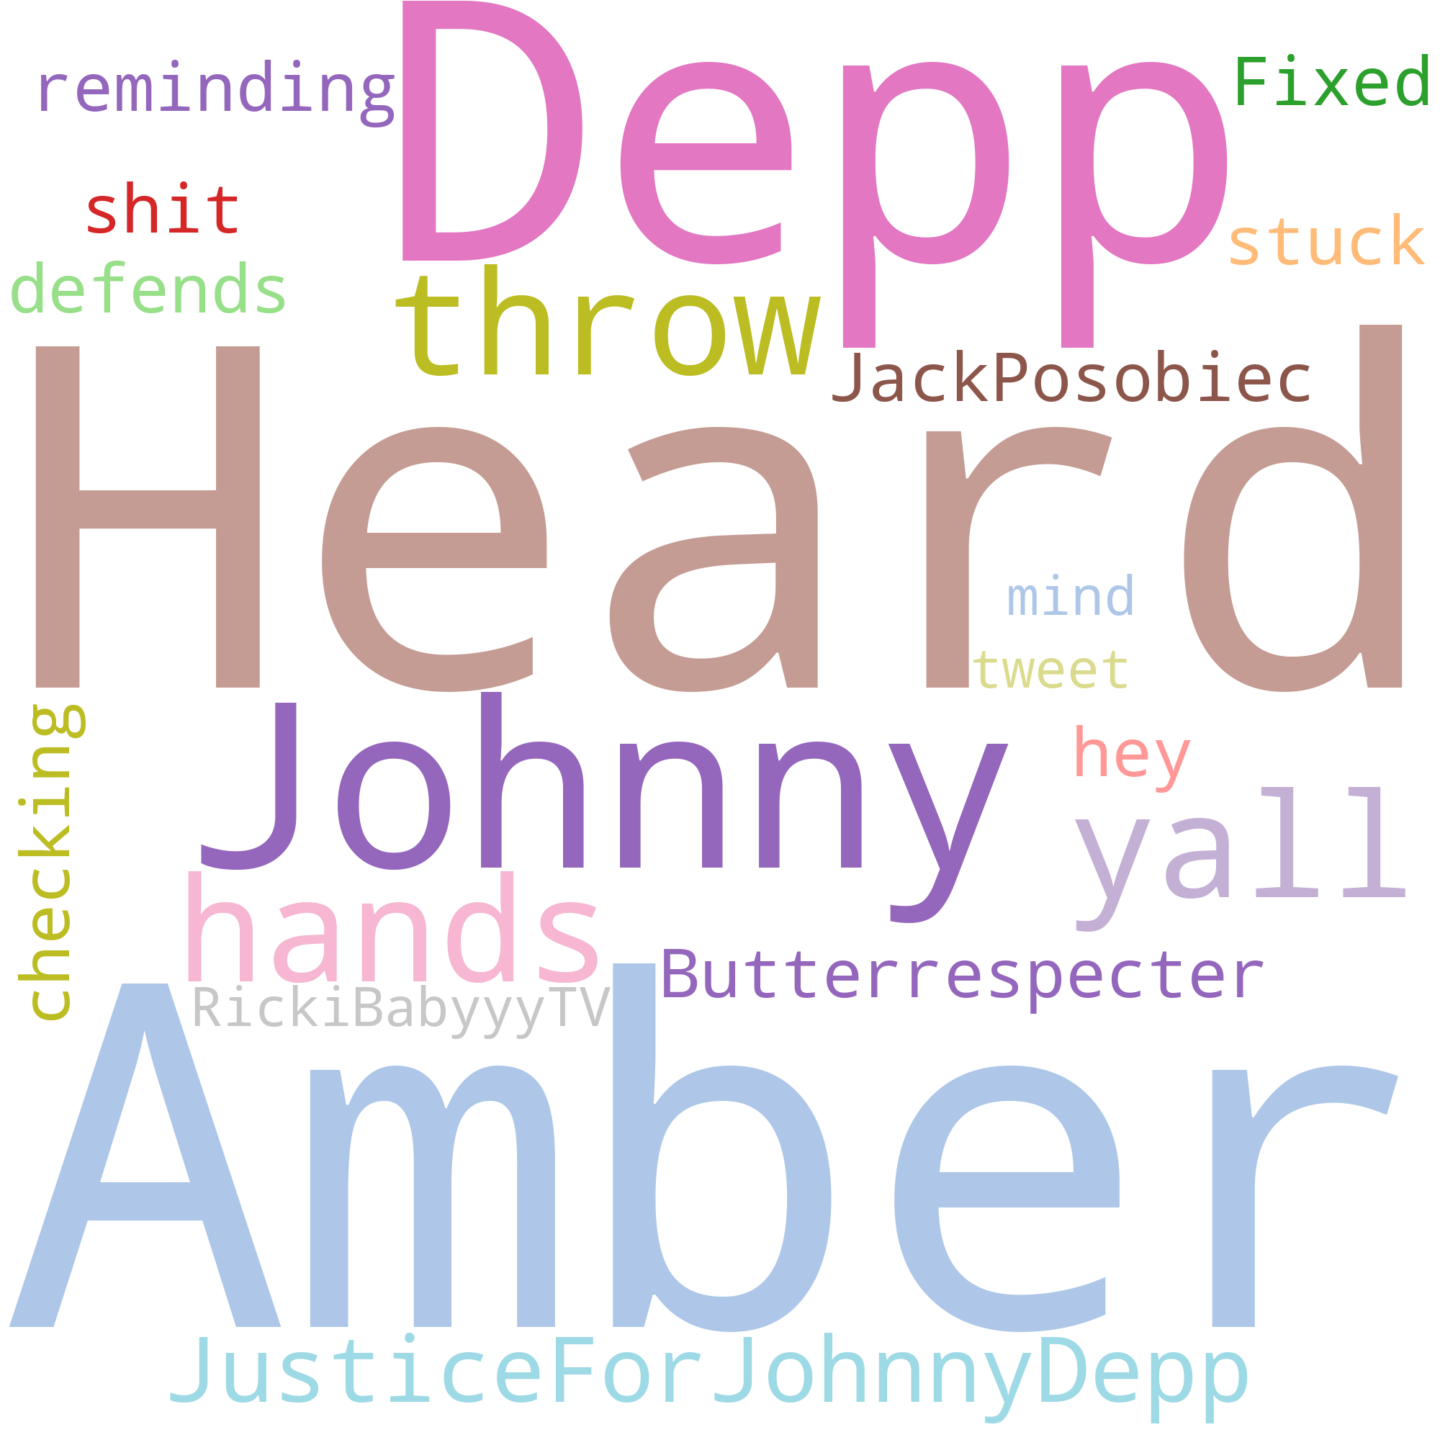 Depp
reminding
Fixed
shit
stuck
defends
throw
JackPosobiec
Heard
mind
tweet
checking
Johnny
hey
yall
hands
Butterrespecter
RickiBabyyyTV
Amber
JusticeForJohnnyDepp